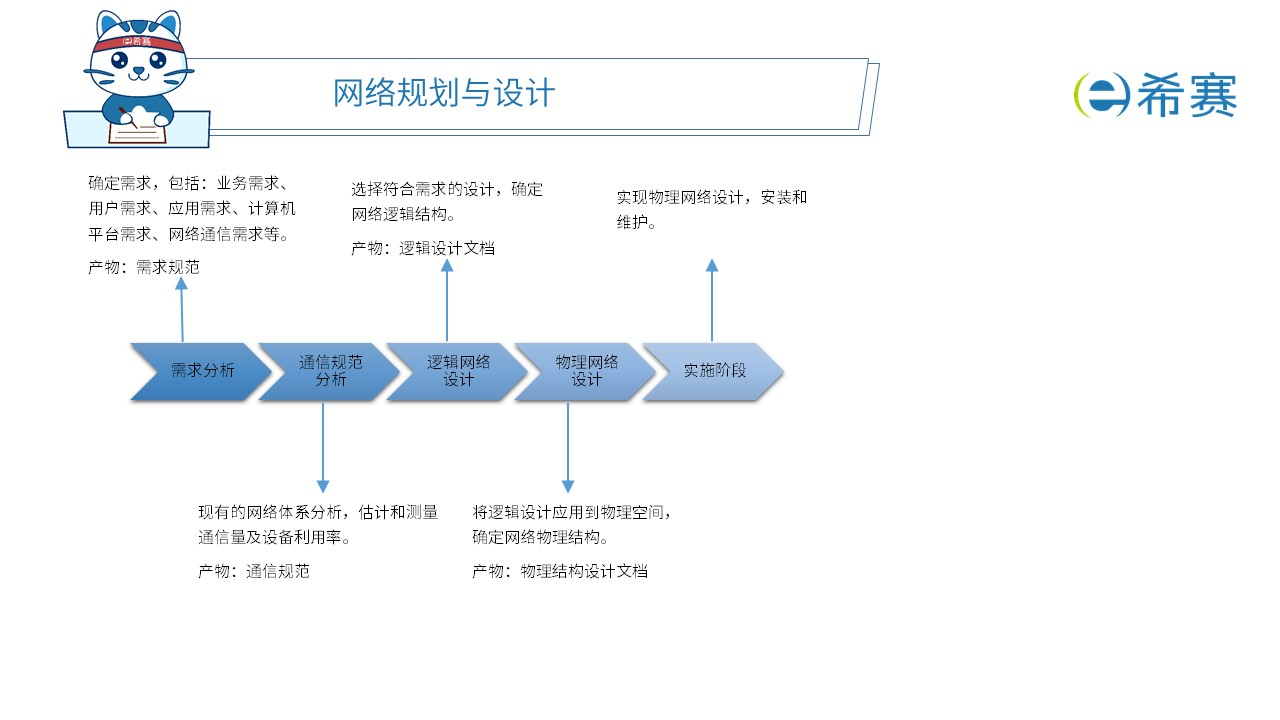 希赛
网络规划与设计
希赛
确定需求，包括：业务需求、
用户需求、应用需求、计算机
平台需求、网络通信需求等。
产物：需求规范
选择符合需求的设计，确定
网络逻辑结构。
产物：逻辑设计文档
实现物理网络设计，安装和
维护。
需求分析
通信规范
分析
逻辑网络
设计
物理网络
设计
实施阶段
现有的网络体系分析，估计和测量
通信量及设备利用率。
产物：通信规范
将逻辑设计应用到物理空间，
确定网络物理结构。
产物：物理结构设计文档